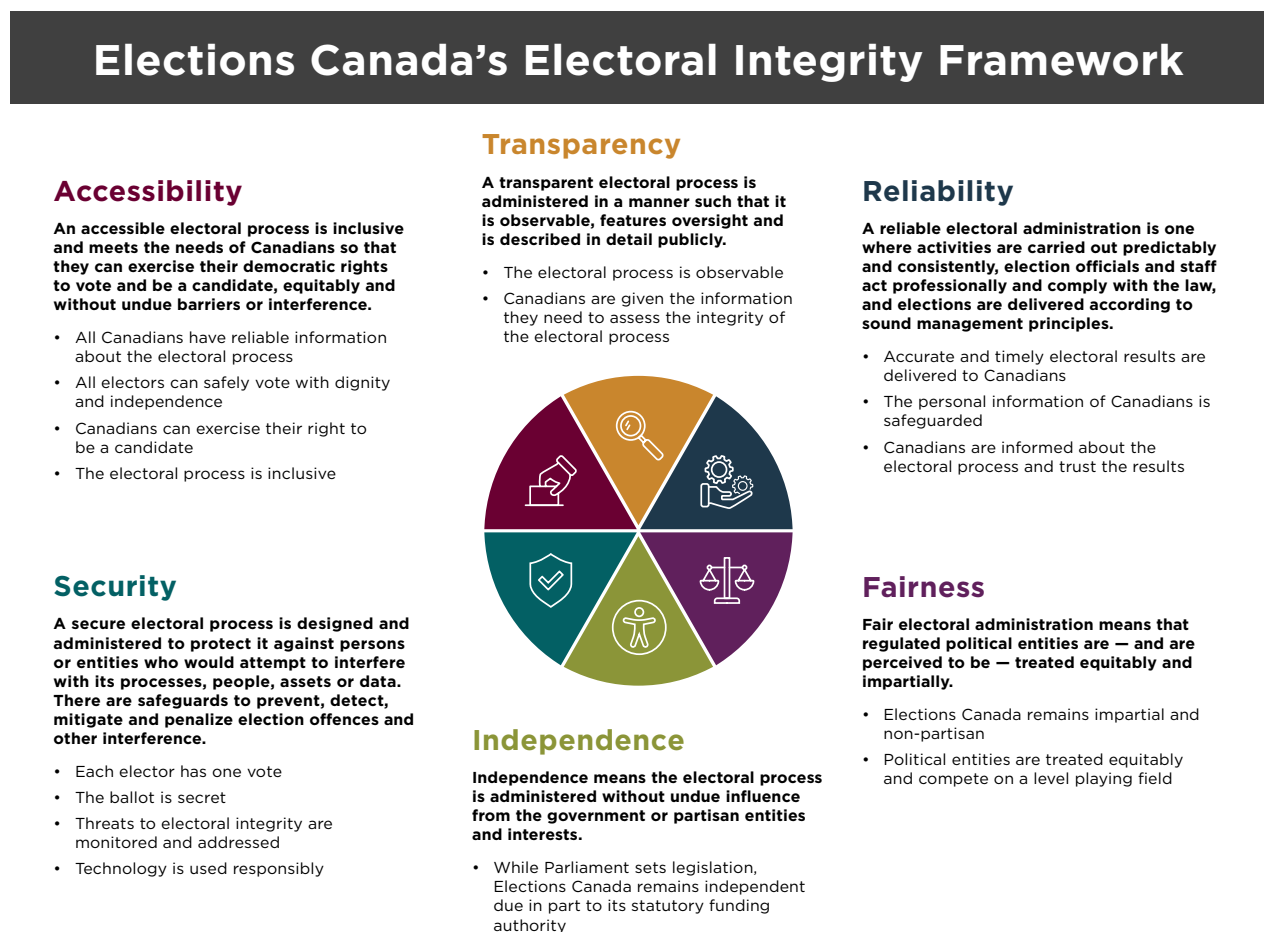 Elections Canada’s Electoral Integrity Framework
Accessibility
An accessible electoral process is inclusive
and meets the needs of Canadians so that
they can exercise their democratic rights
to vote and be a candidate, equitably and
without undue barriers or interference.
• All Canadians have reliable information
about the electoral process
• All electors can safely vote with dignity
and independence
• Canadians can exercise their right to
be a candidate
• The electoral process is inclusive
Transparency
A transparent electoral process is
administered in a manner such that it
is observable, features oversight and
is described in detail publicly.
• The electoral process is observable
• Canadians are given the information
they need to assess the integrity of
the electoral process
Reliability
A reliable electoral administration is one
where activities are carried out predictably
and consistently, election officials and staff
act professionally and comply with the law,
and elections are delivered according to
sound management principles.
• Accurate and timely electoral results are
delivered to Canadians
• The personal information of Canadians is
safeguarded
• Canadians are informed about the
electoral process and trust the results
Security
A secure electoral process is designed and
administered to protect it against persons
or entities who would attempt to interfere
with its processes, people, assets or data.
There are safeguards to prevent, detect,
mitigate and penalize election offences and
other interference.
• Each elector has one vote
• The ballot is secret
• Threats to electoral integrity are
monitored and addressed
• Technology is used responsibly
Independence
Independence means the electoral process
is administered without undue influence
from the government or partisan entities
and interests.
• While Parliament sets legislation,
Elections Canada remains independent
due in part to its statutory funding
authority
Fairness
Fair electoral administration means that
regulated political entities are — and are
perceived to be — treated equitably and
impartially.
• Elections Canada remains impartial and
non-partisan
• Political entities are treated equitably
and compete on a level playing field